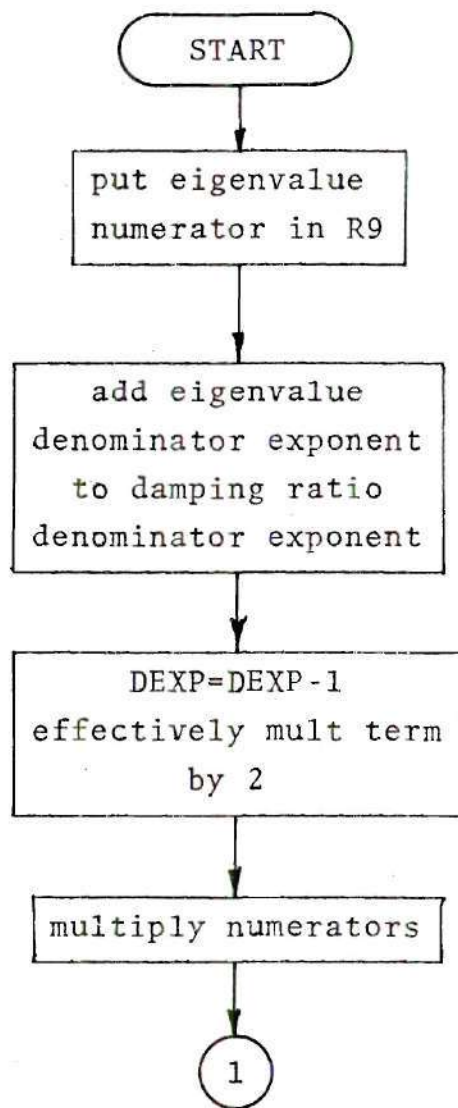 START
put eigenvalue
numerator in R9
add eigenvalue
denominator exponent
to damping ratio
denominator exponent
DEXP=DEXP-1
effectively mult term
by 2
multiply numerators
1